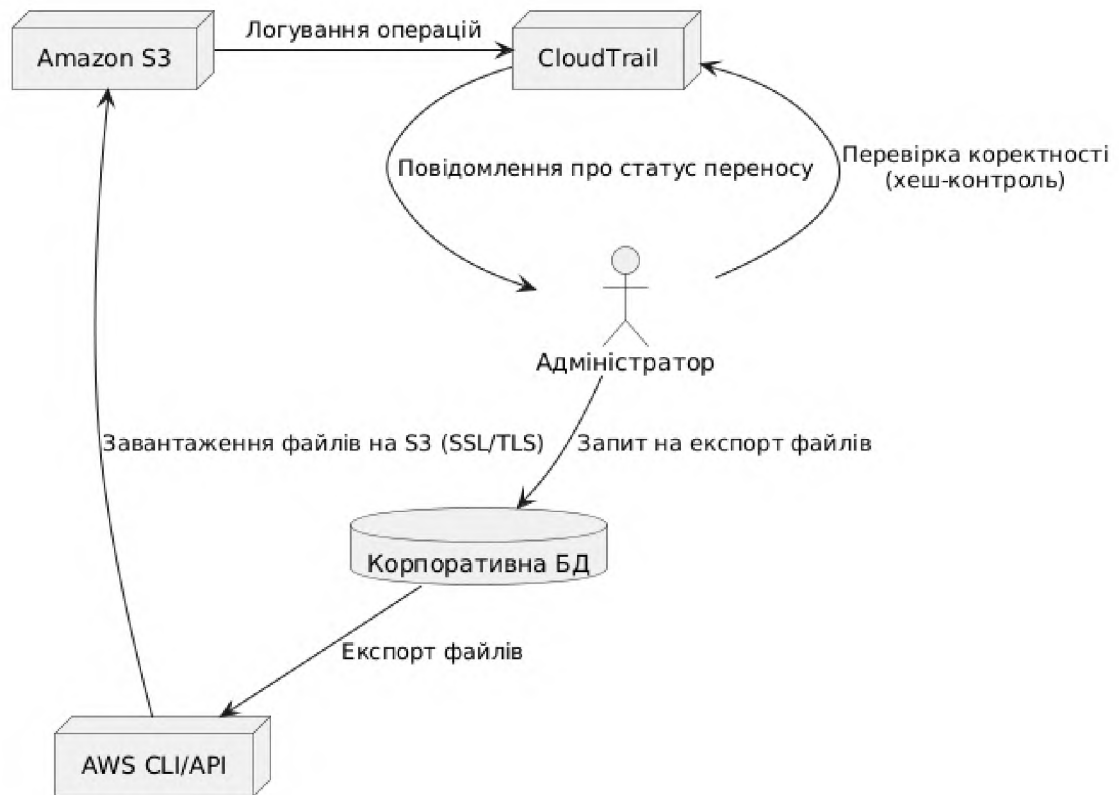 Логування операцій
Amazon S3
CloudTrail
Повідомлення про статус переносу
Перевірка коректності
(хеш-контроль)
Адміністратор
Завантаження файлів на S3 (SSL/TLS)
Запит на експорт файлів
Корпоративна БД
Експорт файлів
AWS CLI/API